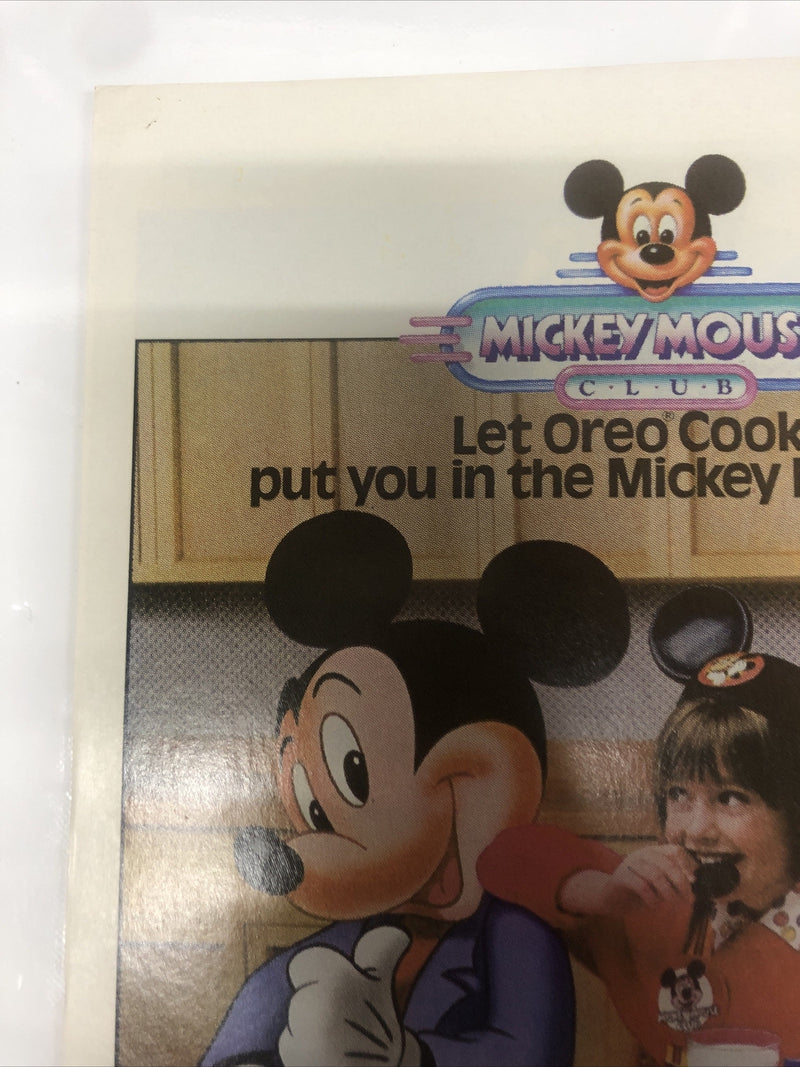 MICKEY MOUS
C·L·U·B
Let Oreo® Cook
put you in the Mickey